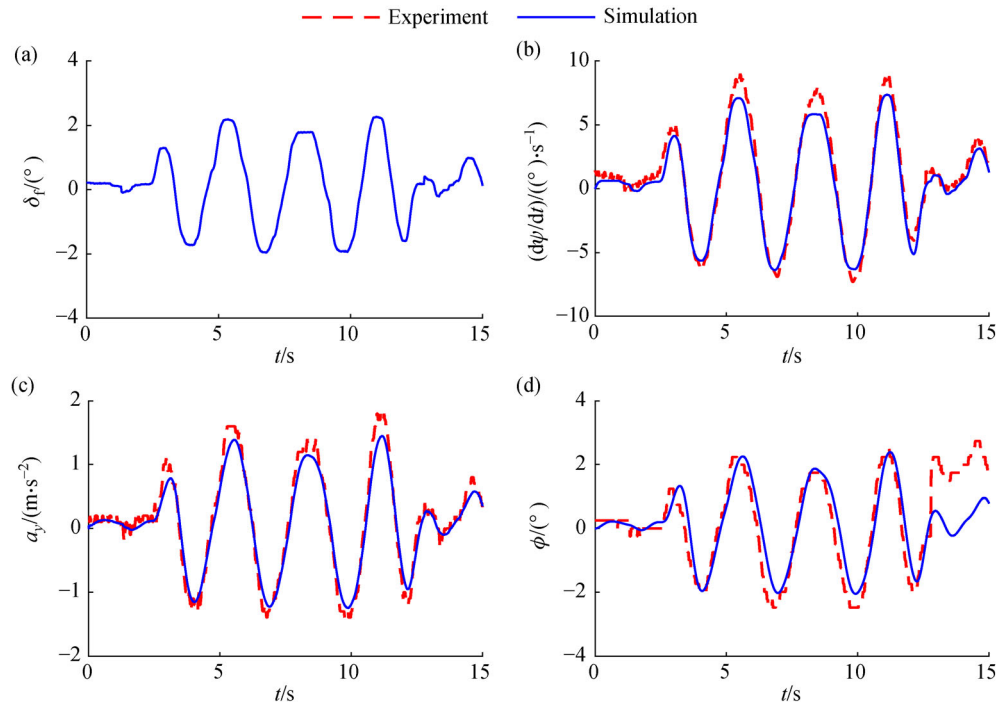 Experiment Simulation
(a)
4
2
0
−2
−4
δf/(°)
0 5 10 15
t/s
(b)
10
5
0
−5
−10
(dψ/dt)/((°)·s−1)
0 5 10 15
t/s
(c)
2
1
0
−1
−2
ay/(m·s−2)
0 5 10 15
t/s
(d)
4
2
0
−2
−4
ϕ/(°)
0 5 10 15
t/s